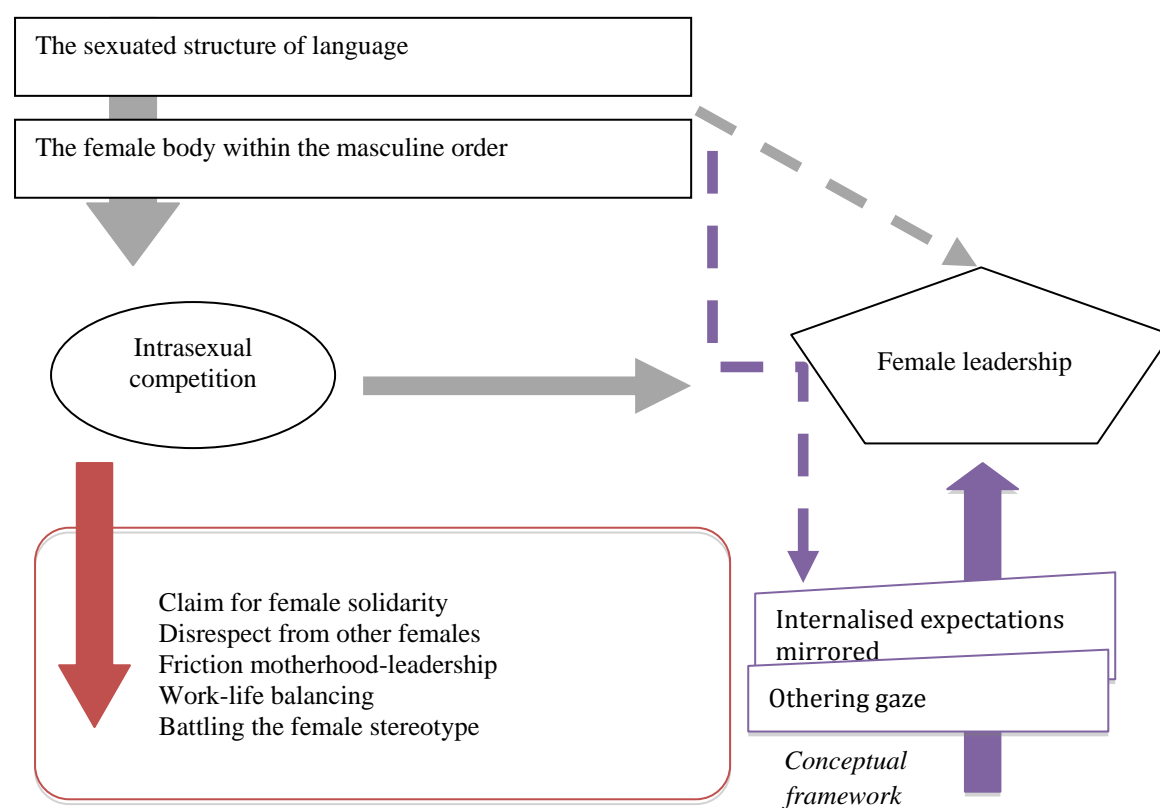 The sexuated structure of language
The female body within the masculine order
Intrasexual
competition
Female leadership
Claim for female solidarity
Disrespect from other females
Friction motherhood-leadership
Work-life balancing
Battling the female stereotype
Internalised expectations
mirrored
Othering gaze
Conceptual
framework